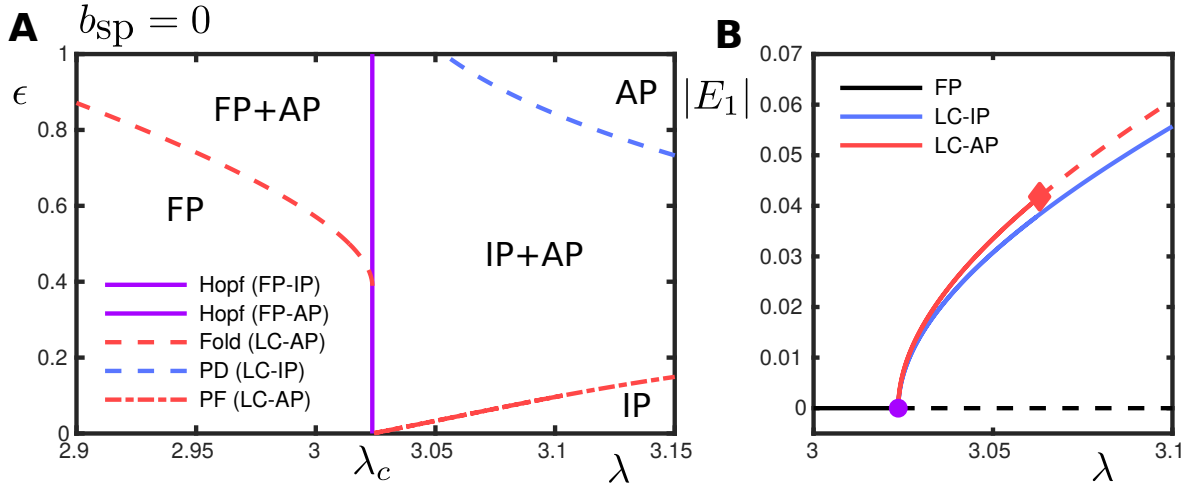 A b_sp = 0
1
0.8
0.6
0.4
0.2
0
ϵ
FP+AP
FP
AP
IP+AP
IP
Hopf (FP-IP)
Hopf (FP-AP)
Fold (LC-AP)
PD (LC-IP)
PF (LC-AP)
2.9 2.95 3 λ_c 3.05 3.1 3.15
λ
B
|E_1|
0.07
0.06
0.05
0.04
0.03
0.02
0.01
0
FP
LC-IP
LC-AP
3 3.05 3.1
λ